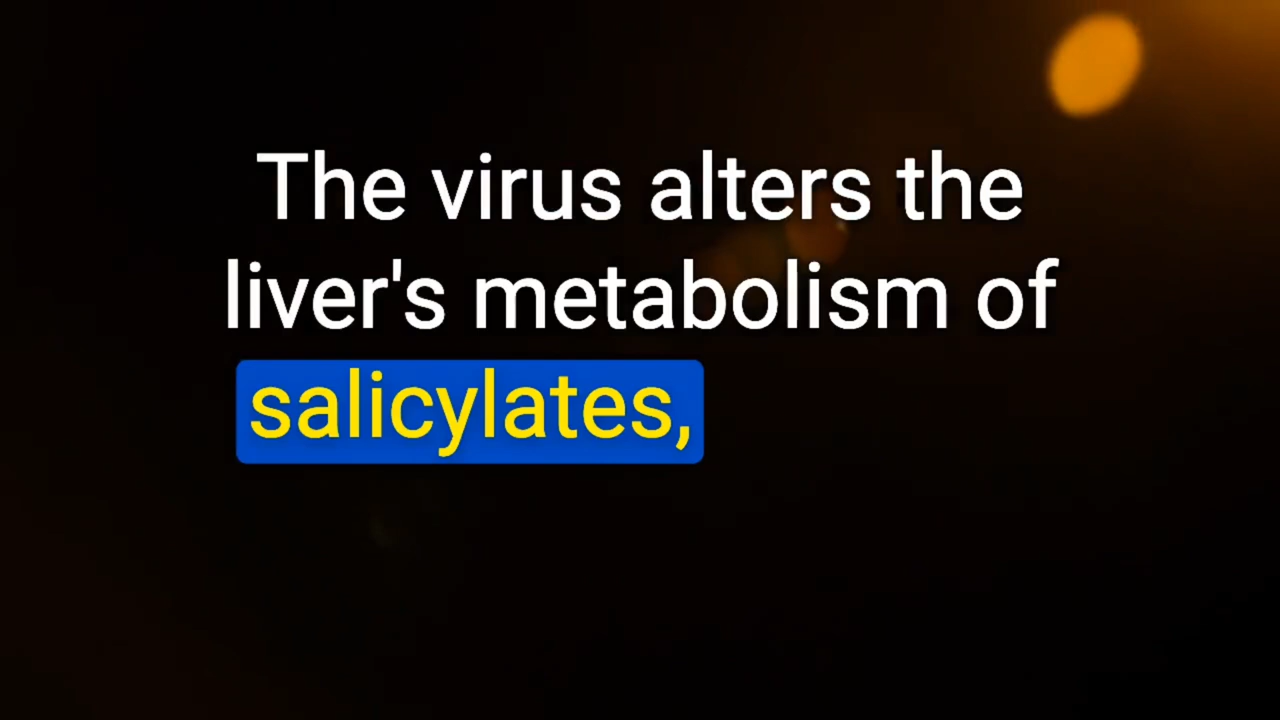 The virus alters the
liver's metabolism of
salicylates,